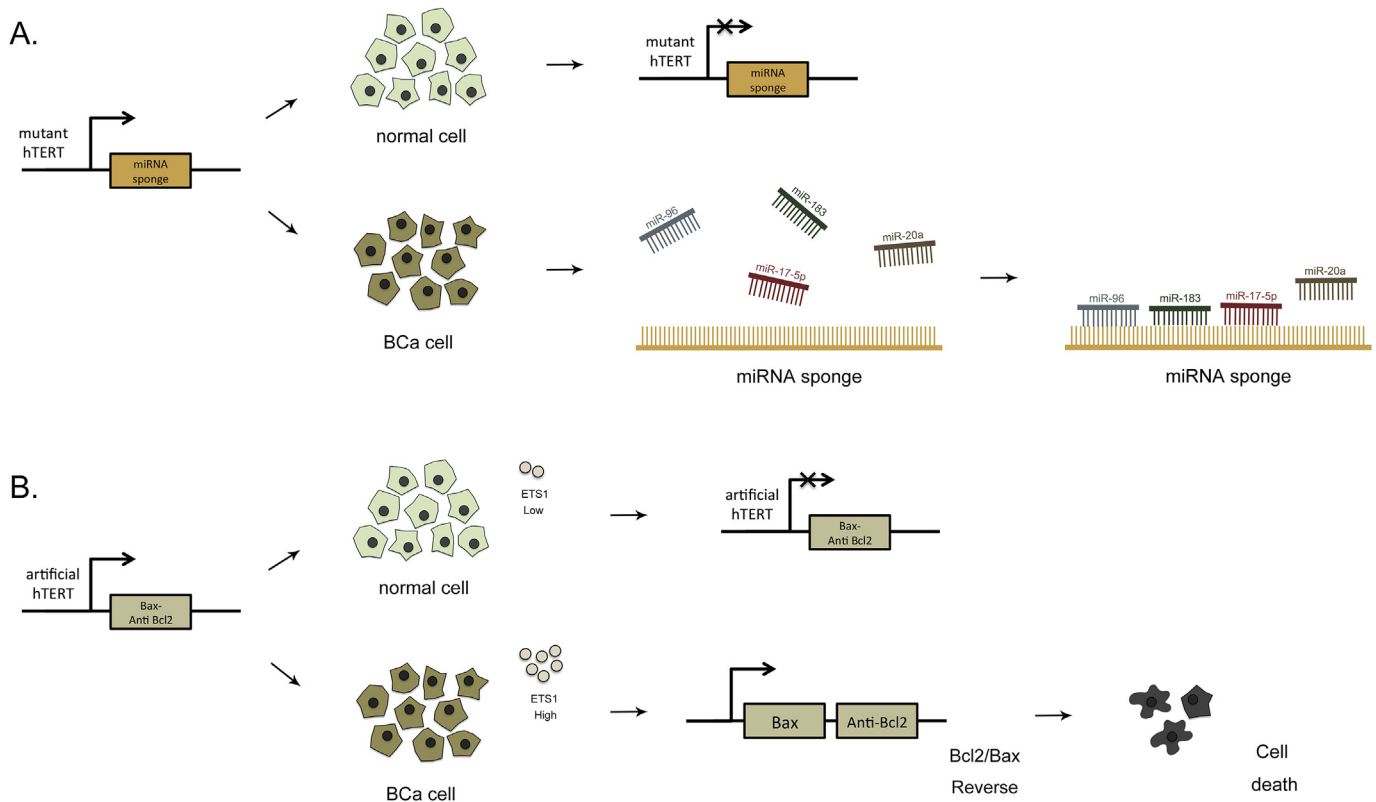 A.
mutant
hTERT
miRNA
sponge
normal cell
mutant
hTERT
miRNA
sponge
BCa cell
miR-96
miR-183
miR-17-5p
miR-20a
miRNA sponge
miR-96
miR-183
miR-17-5p
miR-20a
miRNA sponge
B.
artificial
hTERT
Bax-
Anti Bcl2
normal cell
ETS1
Low
artificial
hTERT
Bax-
Anti Bcl2
BCa cell
ETS1
High
Bax
Anti-Bcl2
Bcl2/Bax
Reverse
Cell
death